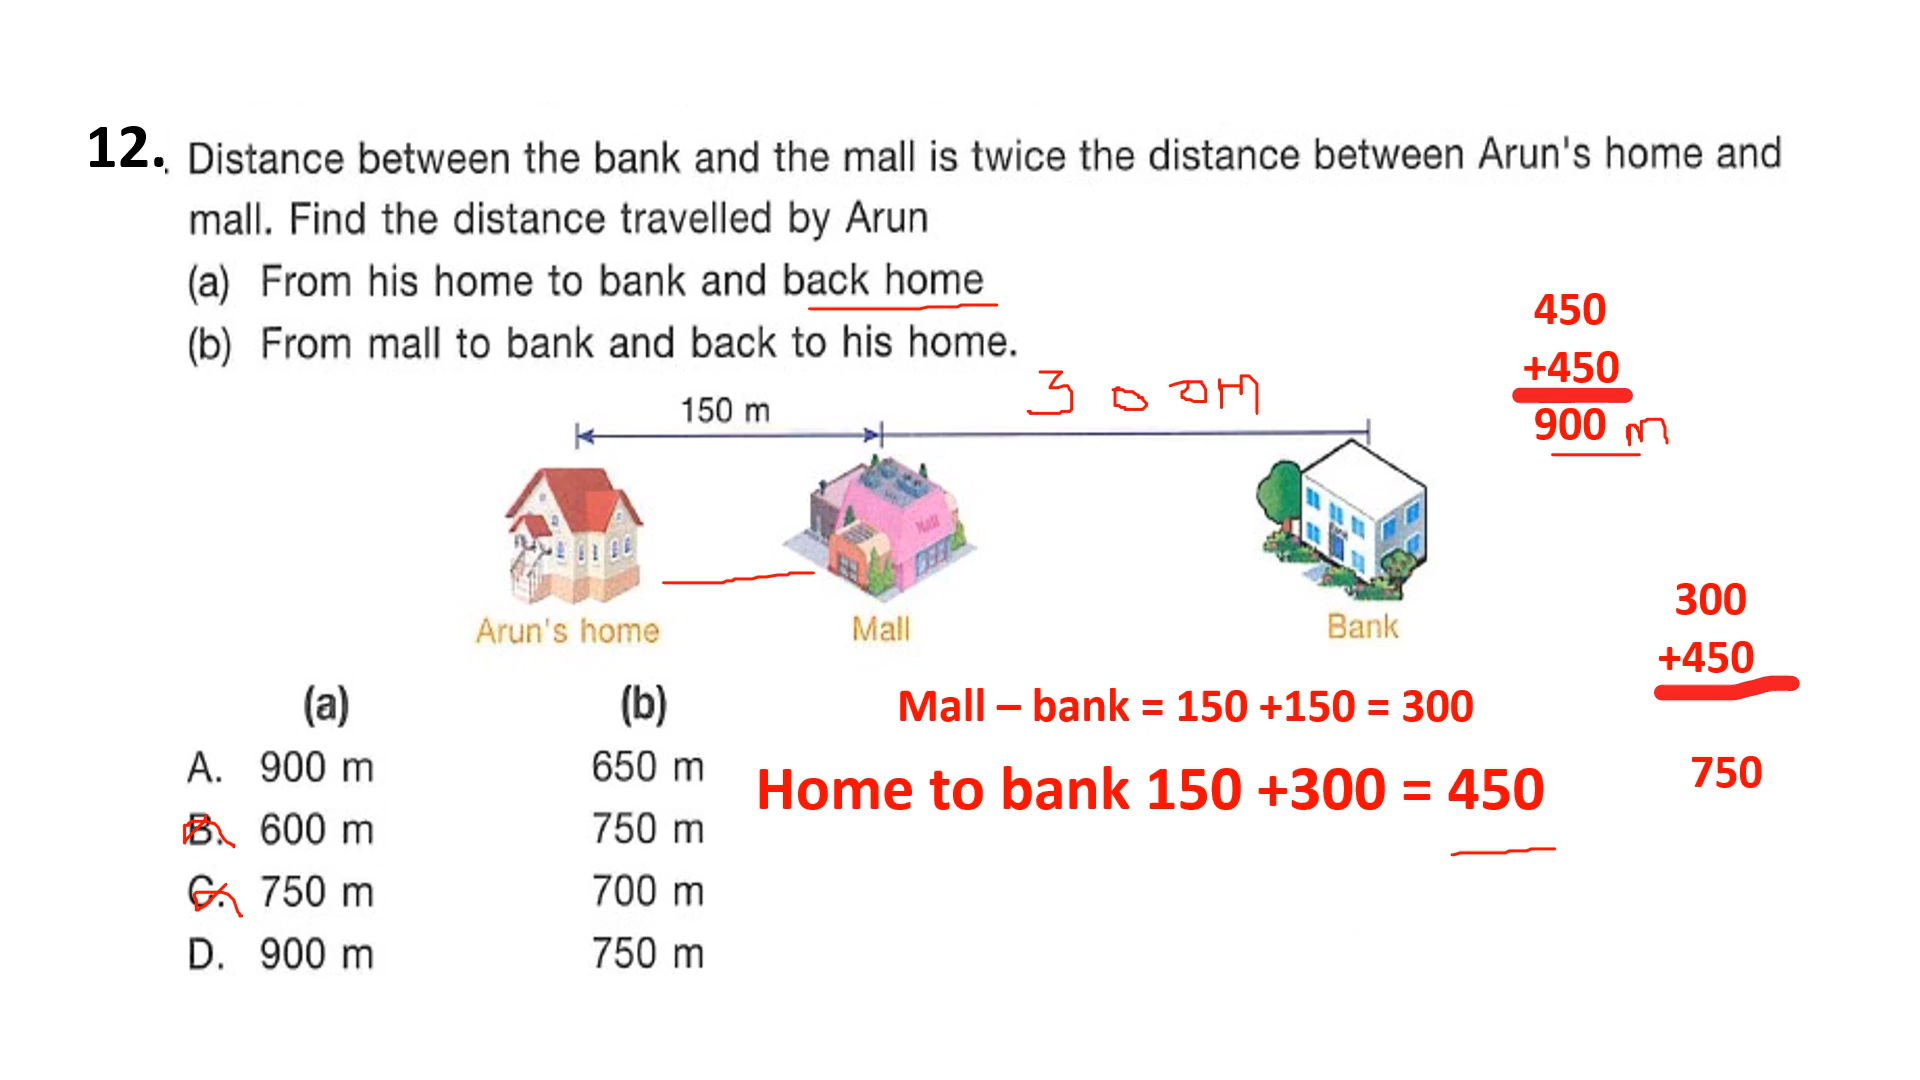 12. Distance between the bank and the mall is twice the distance between Arun's home and
mall. Find the distance travelled by Arun
(a) From his home to bank and back home
(b) From mall to bank and back to his home.
450
+450
900 m
300m
150 m
Mall
Arun's home
Mall
Bank
300
+450
750
(a) (b)
A. 900 m 650 m
B. 600 m 750 m
C. 750 m 700 m
D. 900 m 750 m
Mall – bank = 150 +150 = 300
Home to bank 150 +300 = 450